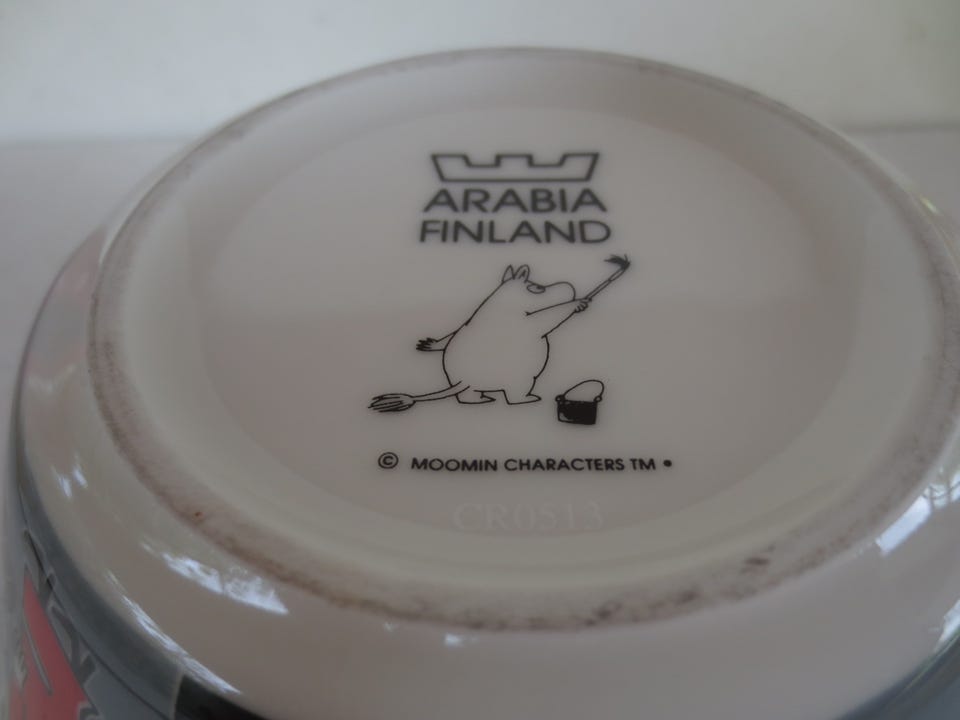 ARABIA
FINLAND
© MOOMIN CHARACTERS TM •
CR0513